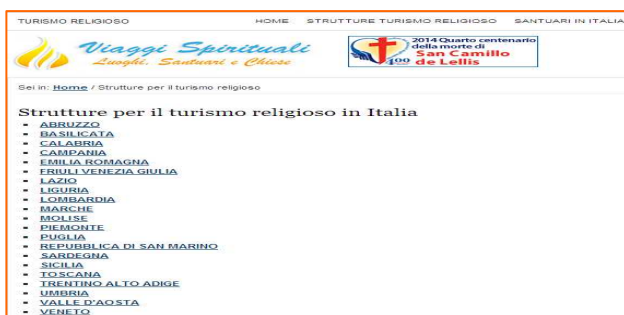 TURISMO RELIGIOSO HOME STRUTTURE TURISMO RELIGIOSO SANTUARI IN ITALIA
Viaggi Spirituali
Luoghi, Santuari e Chiese
2014 Quarto centenario
della morte di
San Camillo
de Lellis
400
Sei in: Home / Strutture per il turismo religioso
Strutture per il turismo religioso in Italia
ABRUZZO
BASILICATA
CALABRIA
CAMPANIA
EMILIA ROMAGNA
FRIULI VENEZIA GIULIA
LAZIO
LIGURIA
LOMBARDIA
MARCHE
MOLISE
PIEMONTE
PUGLIA
REPUBBLICA DI SAN MARINO
SARDEGNA
SICILIA
TOSCANA
TRENTINO ALTO ADIGE
UMBRIA
VALLE D'AOSTA
VENETO